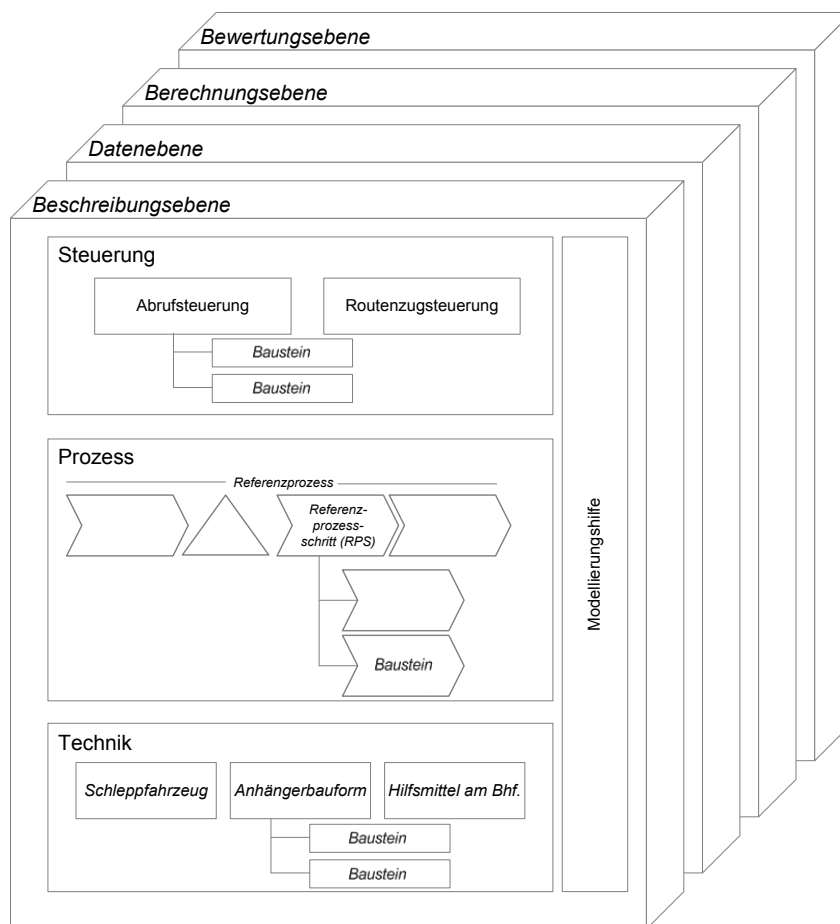 Bewertungsebene
Berechnungsebene
Datenebene
Beschreibungsebene
Steuerung
Abrufsteuerung
Routenzugsteuerung
Baustein
Baustein
Prozess
Referenzprozess
Referenz-
prozess-
schritt (RPS)
Baustein
Technik
Schleppfahrzeug
Anhängerbauform
Hilfsmittel am Bhf.
Baustein
Baustein
Modellierungshilfe